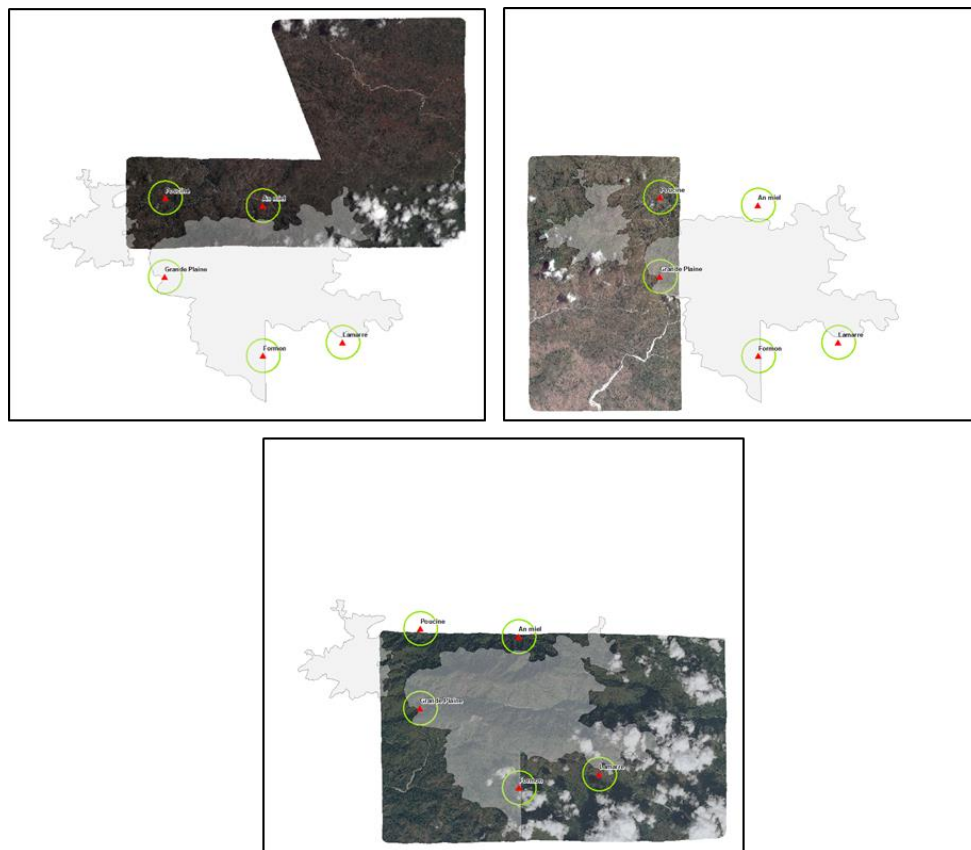 Poucine
An miel
Grande Plaine
Lamarre
Formon
Poucine
An miel
Grande Plaine
Lamarre
Formon
Poucine
An miel
Grande Plaine
Lamarre
Formon